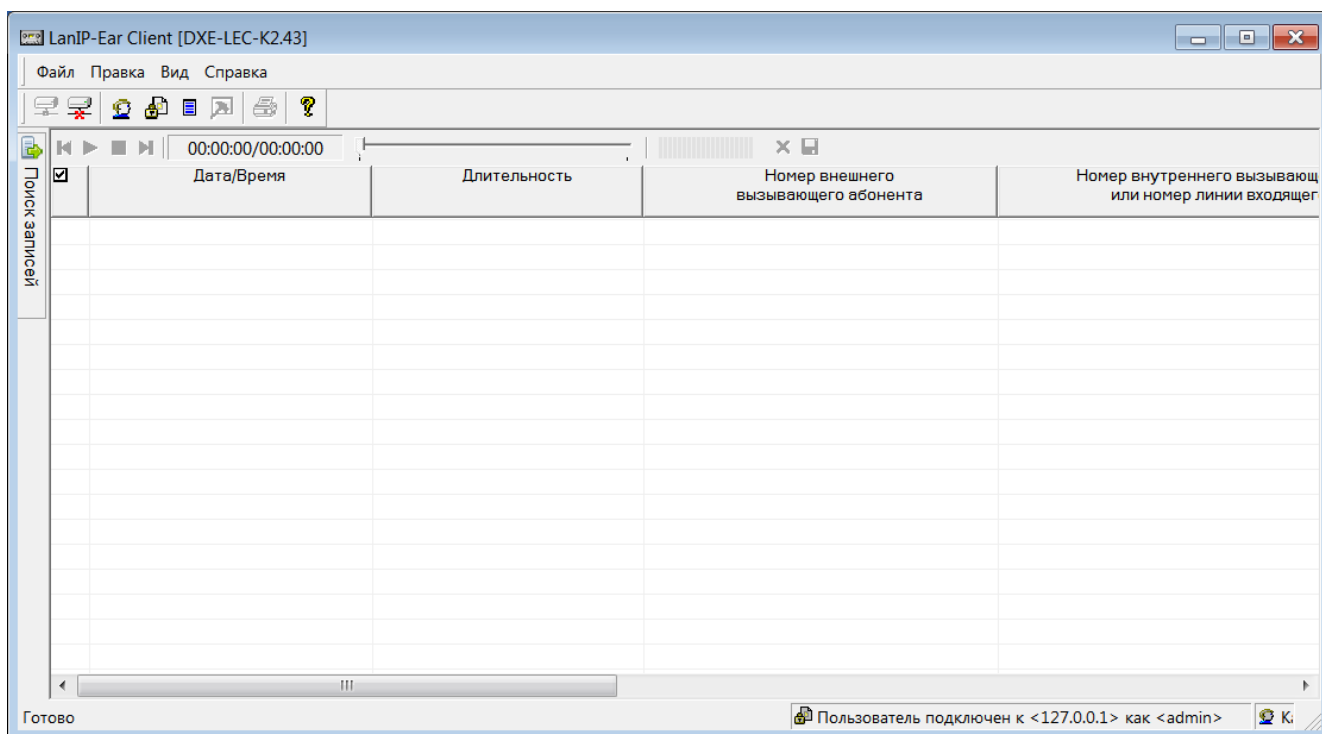 LanIP-Ear Client [DXE-LEC-K2.43]
Файл Правка Вид Справка
00:00:00/00:00:00
Поиск записей
Дата/Время
Длительность
Номер внешнего
вызывающего абонента
Номер внутреннего вызывающ
или номер линии входящег
Готово
Пользователь подключен к <127.0.0.1> как <admin>